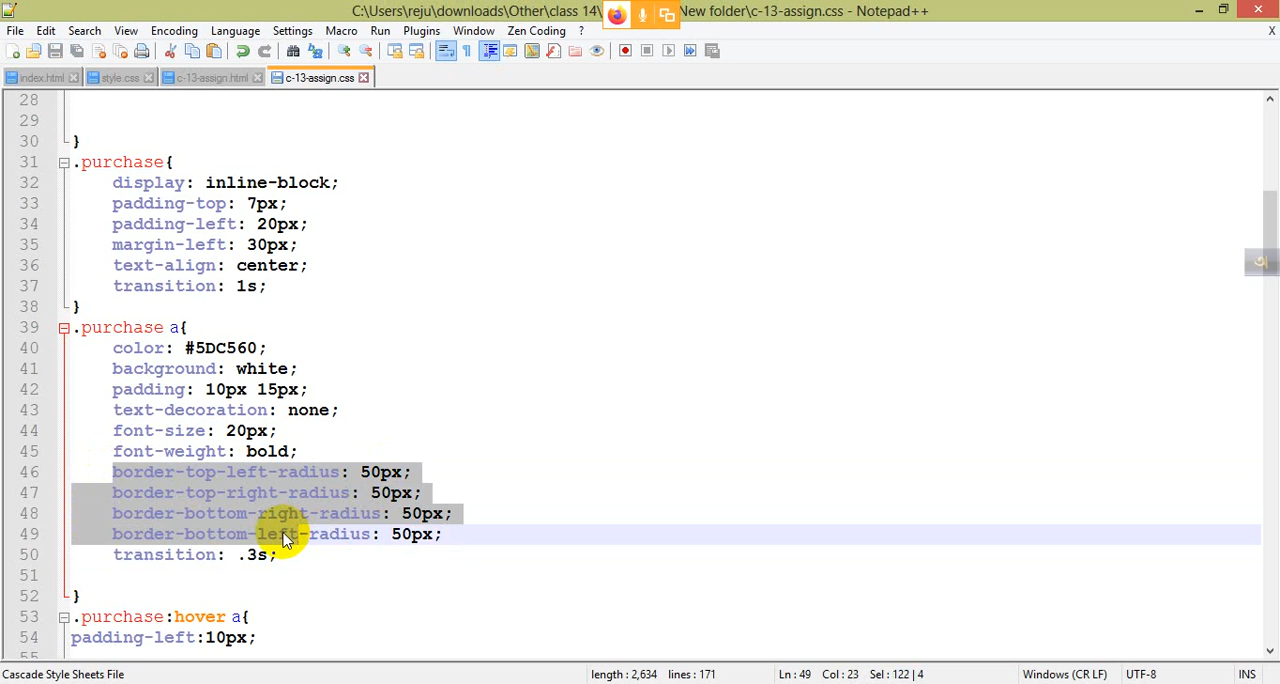 C:\Users\reju\downloads\Other\class 14\ New folder\c-13-assign.css - Notepad++
File Edit Search View Encoding Language Settings Macro Run Plugins Window Zen Coding ? X
index.html style.css c-13-assign.html c-13-assign.css
28
29
30 }
31 .purchase{
32 display: inline-block;
33 padding-top: 7px;
34 padding-left: 20px;
35 margin-left: 30px;
36 text-align: center;
37 transition: 1s;
38 }
39 .purchase a{
40 color: #5DC560;
41 background: white;
42 padding: 10px 15px;
43 text-decoration: none;
44 font-size: 20px;
45 font-weight: bold;
46 border-top-left-radius: 50px;
47 border-top-right-radius: 50px;
48 border-bottom-right-radius: 50px;
49 border-bottom-left-radius: 50px;
50 transition: .3s;
51
52 }
53 .purchase:hover a{
54 padding-left:10px;
55
অ
Cascade Style Sheets File length : 2,634 lines : 171 Ln : 49 Col : 23 Sel : 122 | 4 Windows (CR LF) UTF-8 INS